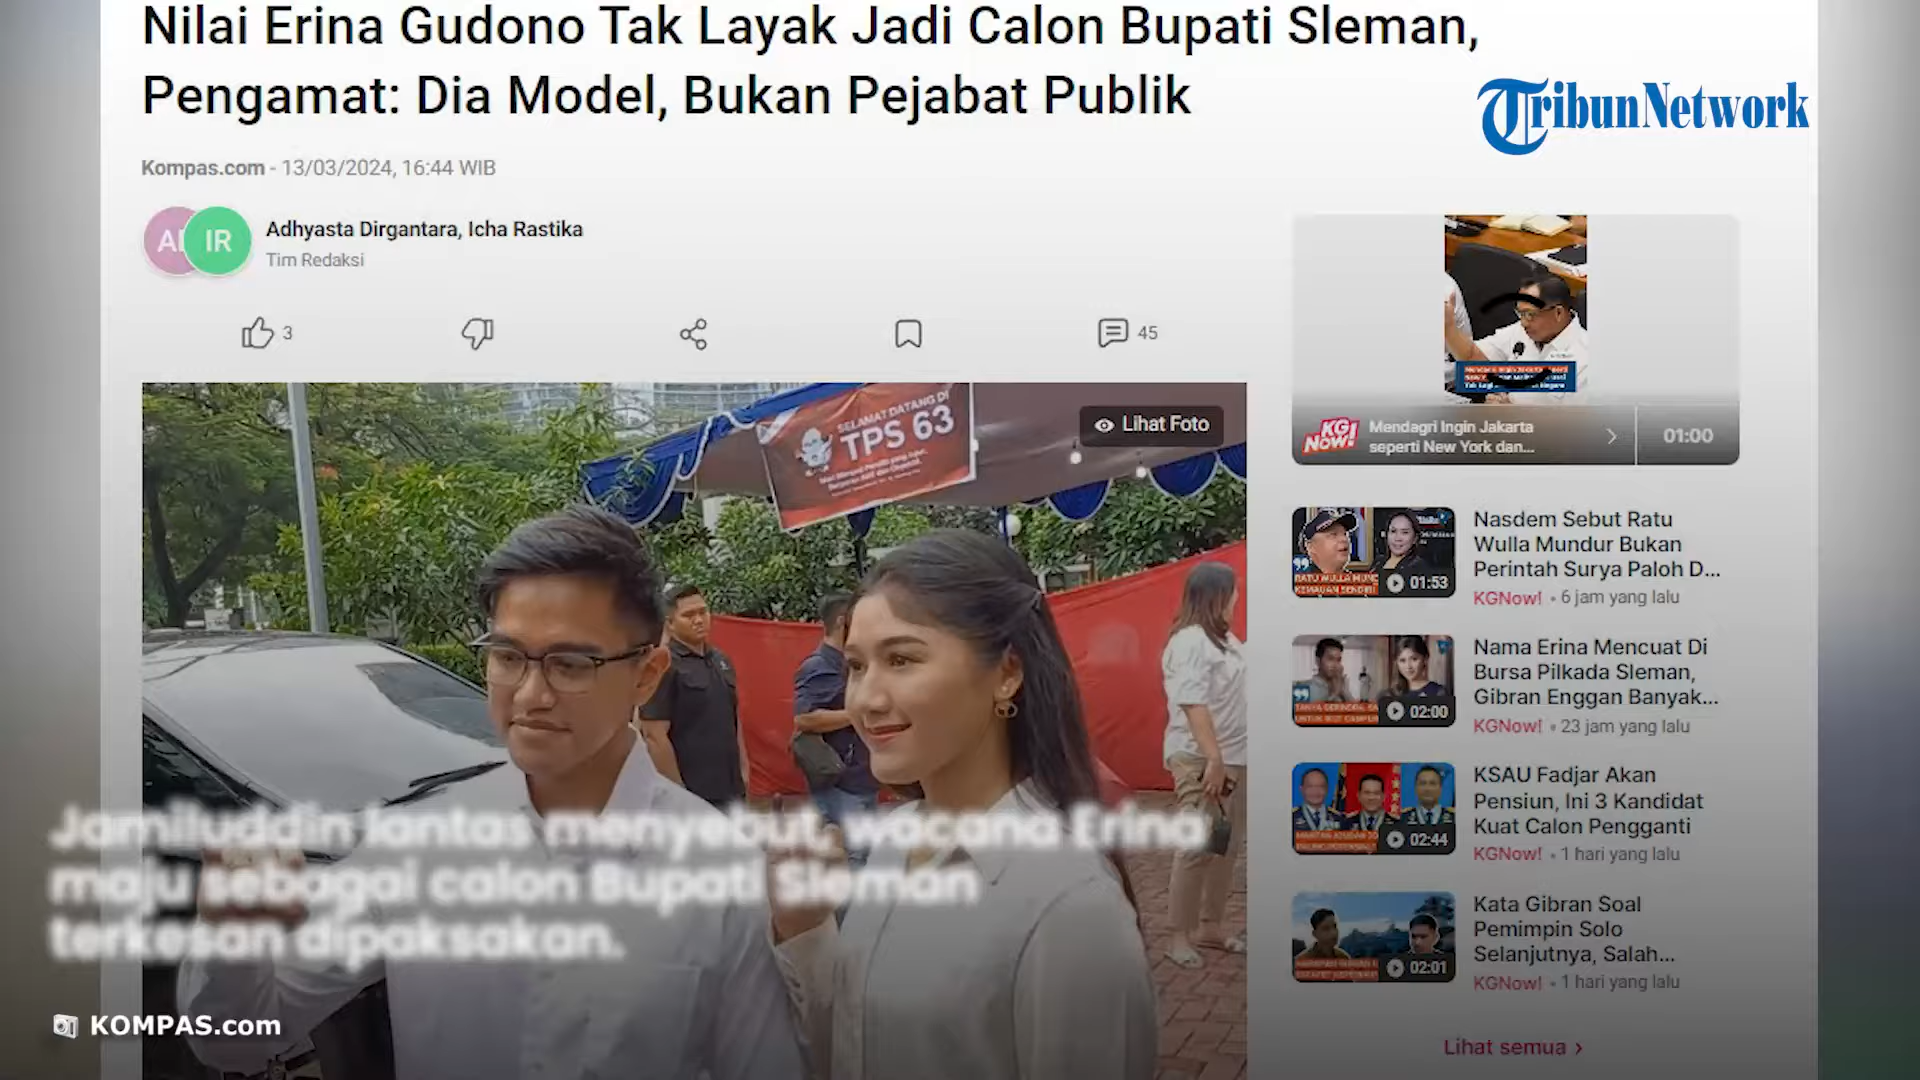 Nilai Erina Gudono Tak Layak Jadi Calon Bupati Sleman,
Pengamat: Dia Model, Bukan Pejabat Publik
TribunNetwork
Kompas.com - 13/03/2024, 16:44 WIB
IR
Adhyasta Dirgantara, Icha Rastika
Tim Redaksi
3
45
SELAMAT DATANG DI
TPS 63
Lihat Foto
KG
NOW!
Mendagri Ingin Jakarta
seperti New York dan...
01:00
Nasdem Sebut Ratu
Wulla Mundur Bukan
Perintah Surya Paloh D...
KGNow! • 6 jam yang lalu
01:53
Nama Erina Mencuat Di
Bursa Pilkada Sleman,
Gibran Enggan Banyak...
KGNow! • 23 jam yang lalu
02:00
KSAU Fadjar Akan
Pensiun, Ini 3 Kandidat
Kuat Calon Pengganti
KGNow! • 1 hari yang lalu
02:44
Kata Gibran Soal
Pemimpin Solo
Selanjutnya, Salah...
KGNow! • 1 hari yang lalu
02:01
Lihat semua
Jamiluddin lantas menyebut, wacana Erina
maju sebagai calon Bupati Sleman
terkesan dipaksakan.
KOMPAS.com